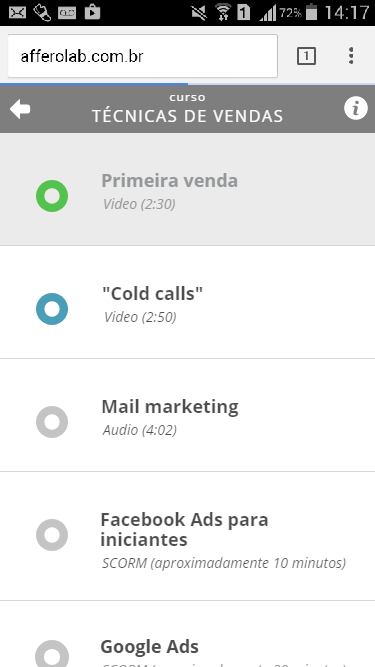 1
72%
14:17
afferolab.com.br
1
curso
TÉCNICAS DE VENDAS
i
Primeira venda
Video (2:30)
"Cold calls"
Video (2:50)
Mail marketing
Audio (4:02)
Facebook Ads para
iniciantes
SCORM (aproximadamente 10 minutos)
Google Ads